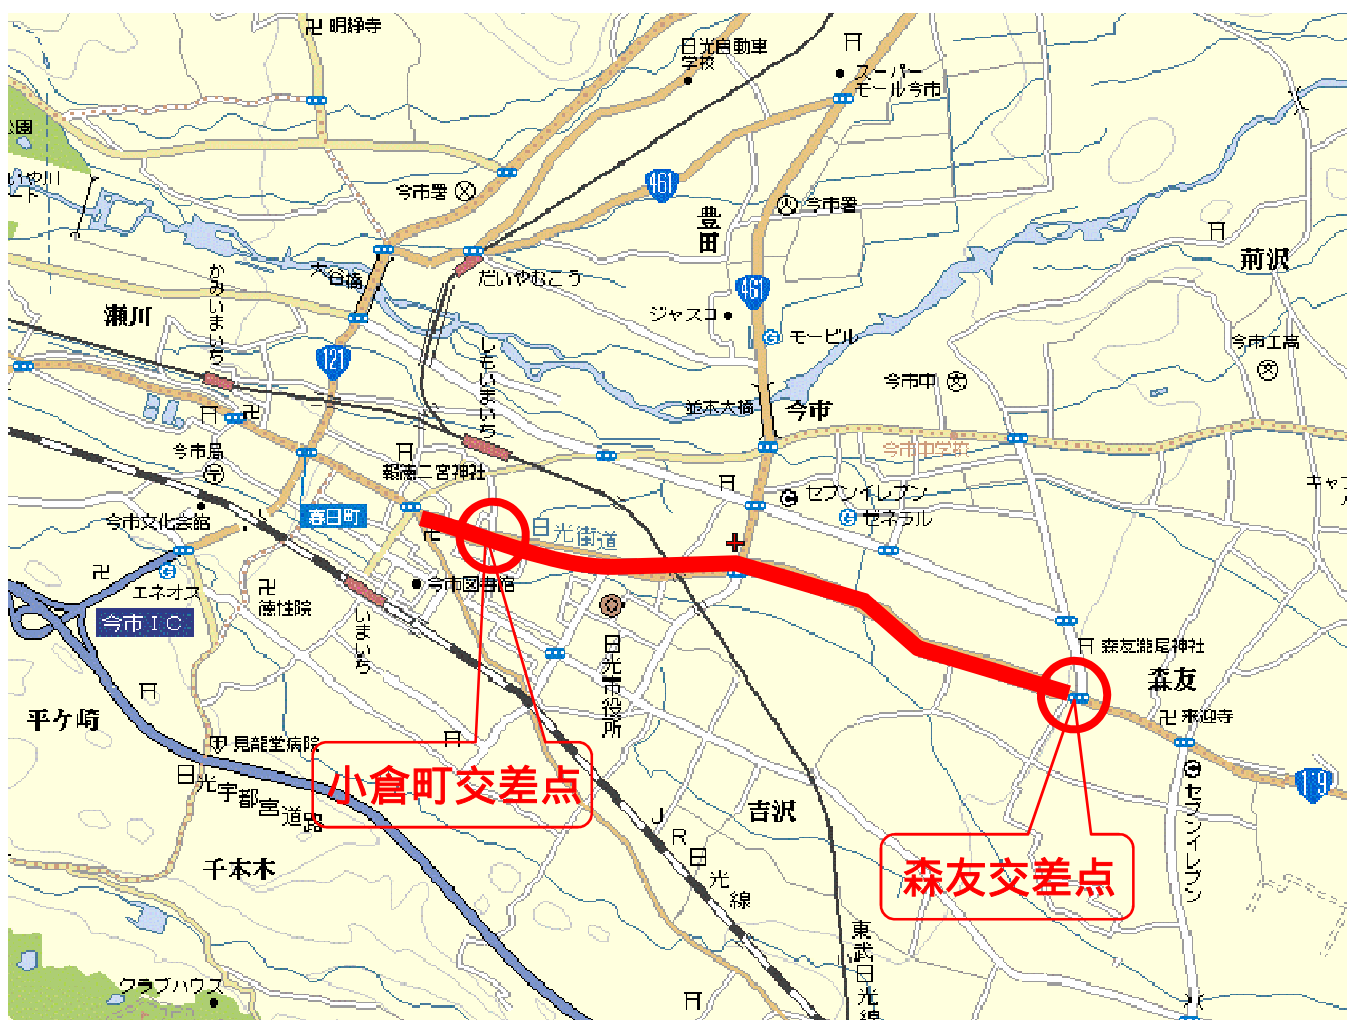 卍 明静寺
日光自動車
学校
スーパー
モール今市
公園
今市署
461
豊田
今市署
前沢
大谷橋
だいやむこう
かみいまいち
瀬川
461
ジャスコ
モービル
しもいまいち
121
今市工高
今市中
並木大橋
今市
今市中学前
今市局
報徳二宮神社
セブンイレブン
ゼネラル
春日町
日光街道
今市文化会館
エネオス
徳性院
今市図書館
今市ＩＣ
いまいち
日光市役所
森友瀧尾神社
森友
来迎寺
平ケ崎
見龍堂病院
日光宇都宮道路
小倉町交差点
吉沢
119
セブンイレブン
ＪＲ日光線
千本木
森友交差点
東武日光線
クラブハウス